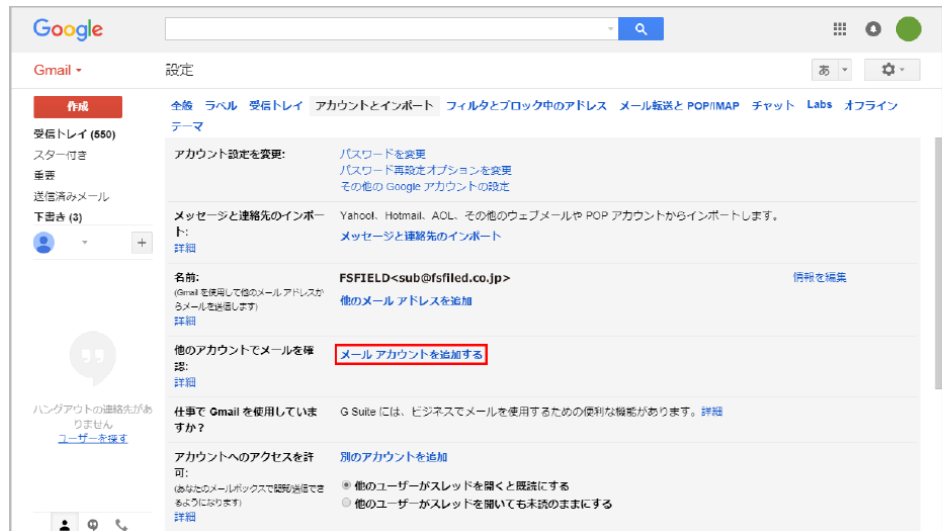 Google
Gmail
設定
あ
作成
全般 ラベル 受信トレイ アカウントとインポート フィルタとブロック中のアドレス メール転送と POP/IMAP チャット Labs オフライン
テーマ
受信トレイ (550)
スター付き
重要
送信済みメール
下書き (3)
アカウント設定を変更:
パスワードを変更
パスワード再設定オプションを変更
その他の Google アカウントの設定
メッセージと連絡先のインポー
ト:
詳細
Yahoo!、Hotmail、AOL、その他のウェブメールや POP アカウントからインポートします。
メッセージと連絡先のインポート
名前:
(Gmail を使用して他のメール アドレスか
らメールを送信します)
詳細
FSFIELD<sub@fsfiled.co.jp>
情報を編集
他のメール アドレスを追加
他のアカウントでメールを確
認:
詳細
メール アカウントを追加する
ハングアウトの連絡先があ
りません
ユーザーを探す
仕事で Gmail を使用していま
すか?
G Suite には、ビジネスでメールを使用するための便利な機能があります。 詳細
アカウントへのアクセスを許
可:
(あなたのメールボックスで閲覧/送信でき
るようになります)
詳細
別のアカウントを追加
他のユーザーがスレッドを開くと既読にする
他のユーザーがスレッドを開いても未読のままにする